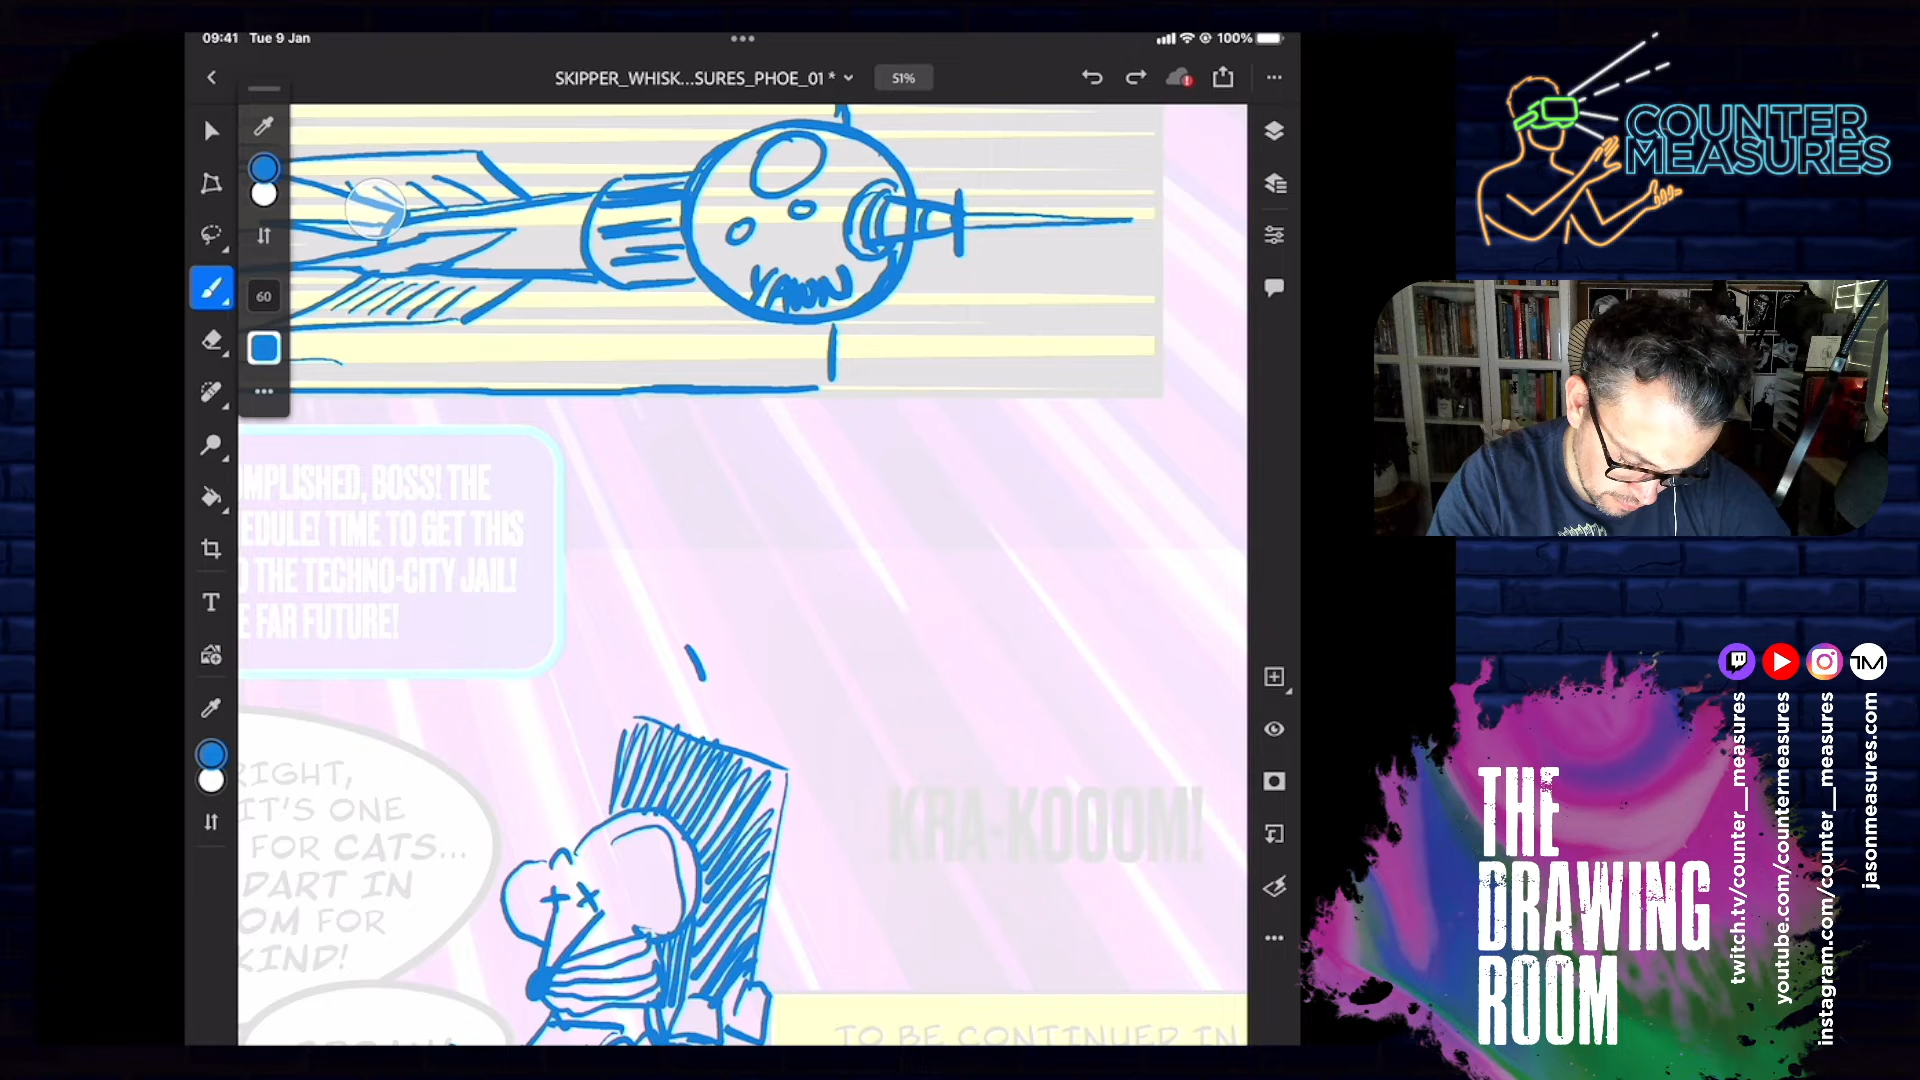 09:41 Tue 9 Jan
100%
SKIPPER_WHISK...SURES_PHOE_01 *
51%
60
YAWN
MPLISHED, BOSS! THE
EDULE! TIME TO GET THIS
O THE TECHNO-CITY JAIL!
E FAR FUTURE!
RIGHT,
IT'S ONE
FOR CATS...
DART IN
OM FOR
KIND!
KRA-KOOOM!
TO BE CONTINUED IN
COUNTER
MEASURES
THE
DRAWING
ROOM
twitch.tv/counter__measures
youtube.com/countermeasures
instagram.com/counter__measures
jasonmeasures.com